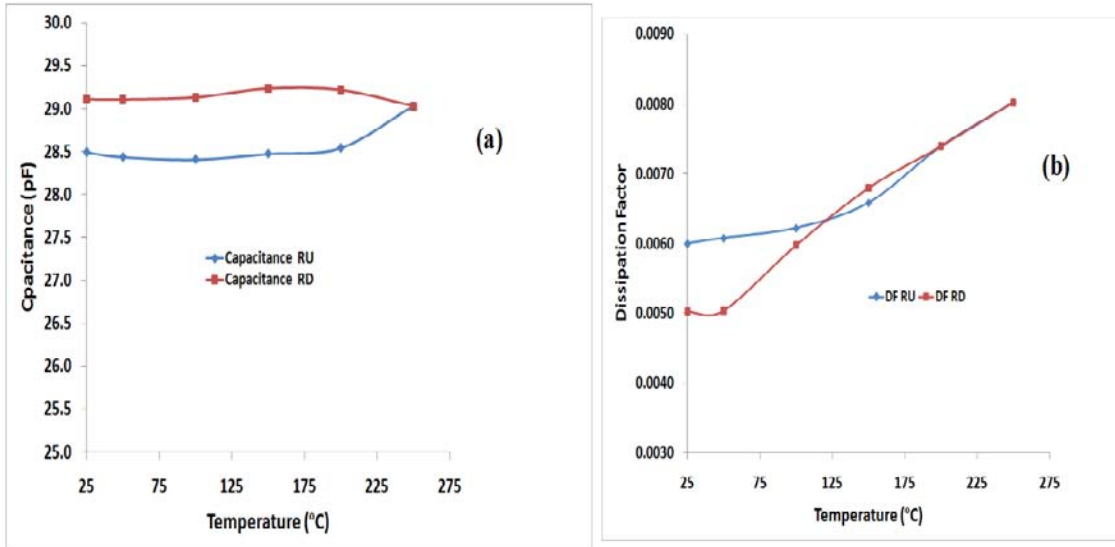 30.0
29.5
29.0
28.5
28.0
27.5
27.0
26.5
26.0
25.5
25.0
Cpacitance (pF)
(a)
Capacitance RU
Capacitance RD
25 75 125 175 225 275
Temperature (°C)
0.0090
0.0080
0.0070
0.0060
0.0050
0.0040
0.0030
Dissipation Factor
(b)
DF RU DF RD
25 75 125 175 225 275
Temperature (°C)